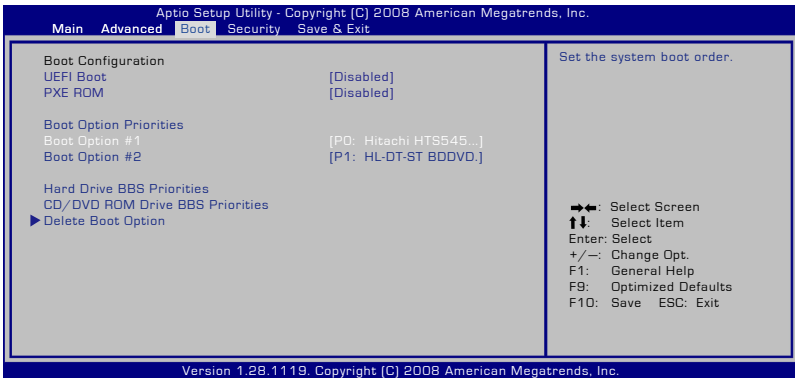 Aptio Setup Utility - Copyright (C) 2008 American Megatrends, Inc.
Main Advanced Boot Security Save & Exit
Boot Configuration
UEFI Boot [Disabled]
PXE ROM [Disabled]
Boot Option Priorities
Boot Option #1 [P0: Hitachi HTS545...]
Boot Option #2 [P1: HL-DT-ST BDDVD.]
Hard Drive BBS Priorities
CD/DVD ROM Drive BBS Priorities
Delete Boot Option
Set the system boot order.
→←: Select Screen
↑↓: Select Item
Enter: Select
+/—: Change Opt.
F1: General Help
F9: Optimized Defaults
F10: Save ESC: Exit
Version 1.28.1119. Copyright (C) 2008 American Megatrends, Inc.